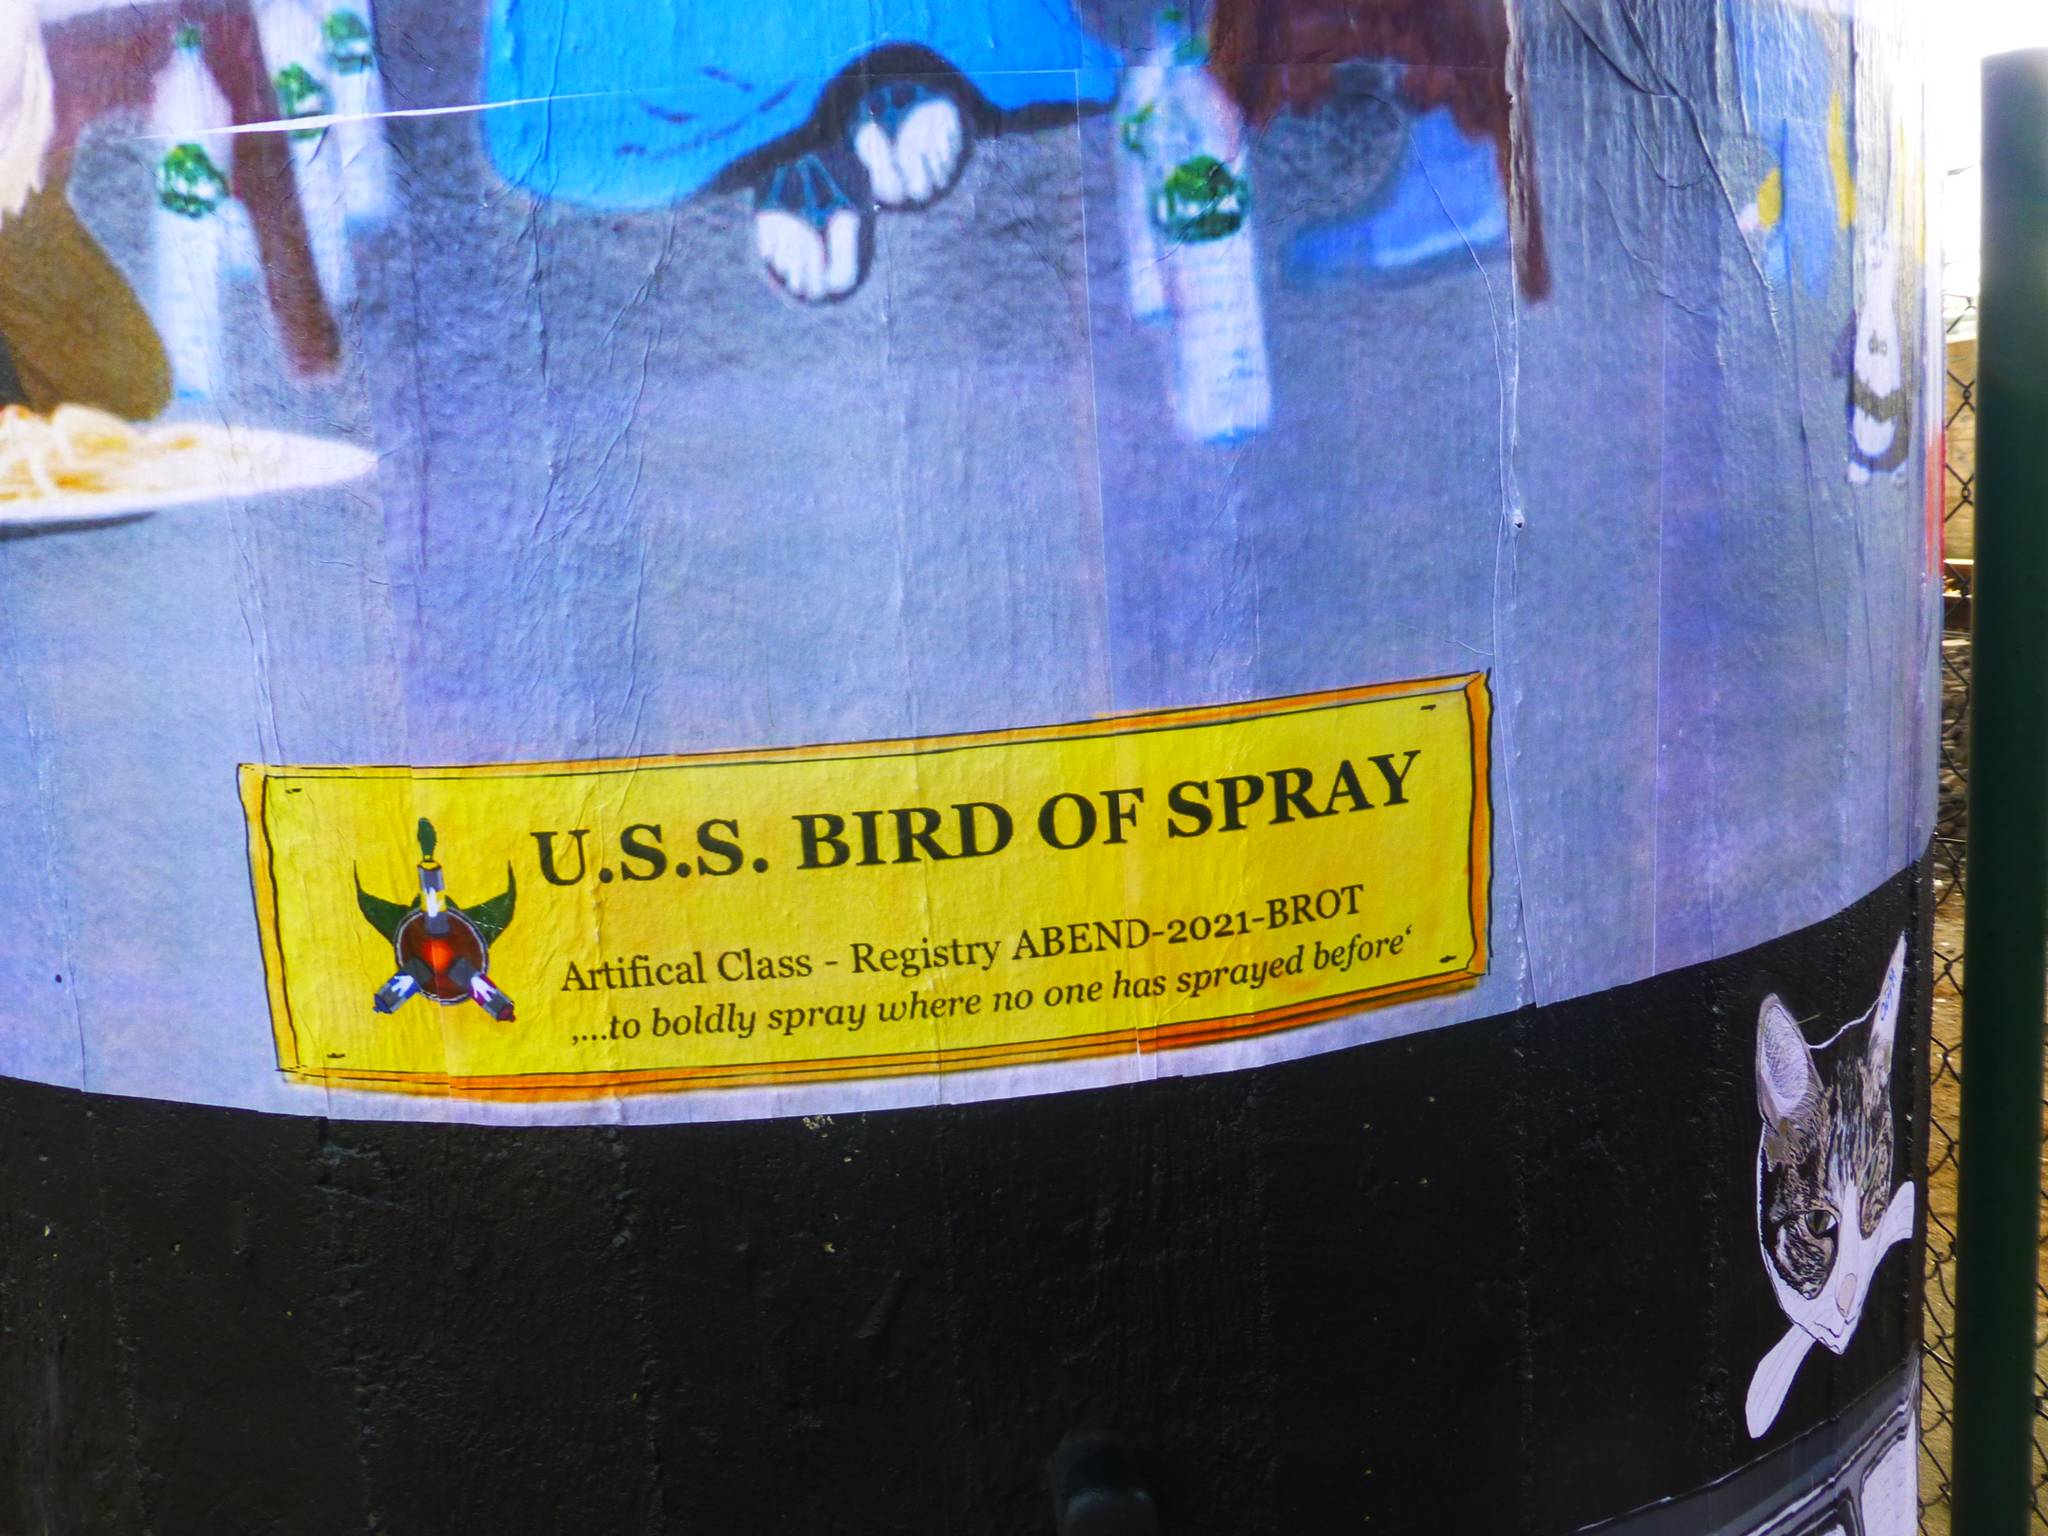 U.S.S. BIRD OF SPRAY
Artifical Class - Registry ABEND-2021-BROT
‚....to boldly spray where no one has sprayed before‘